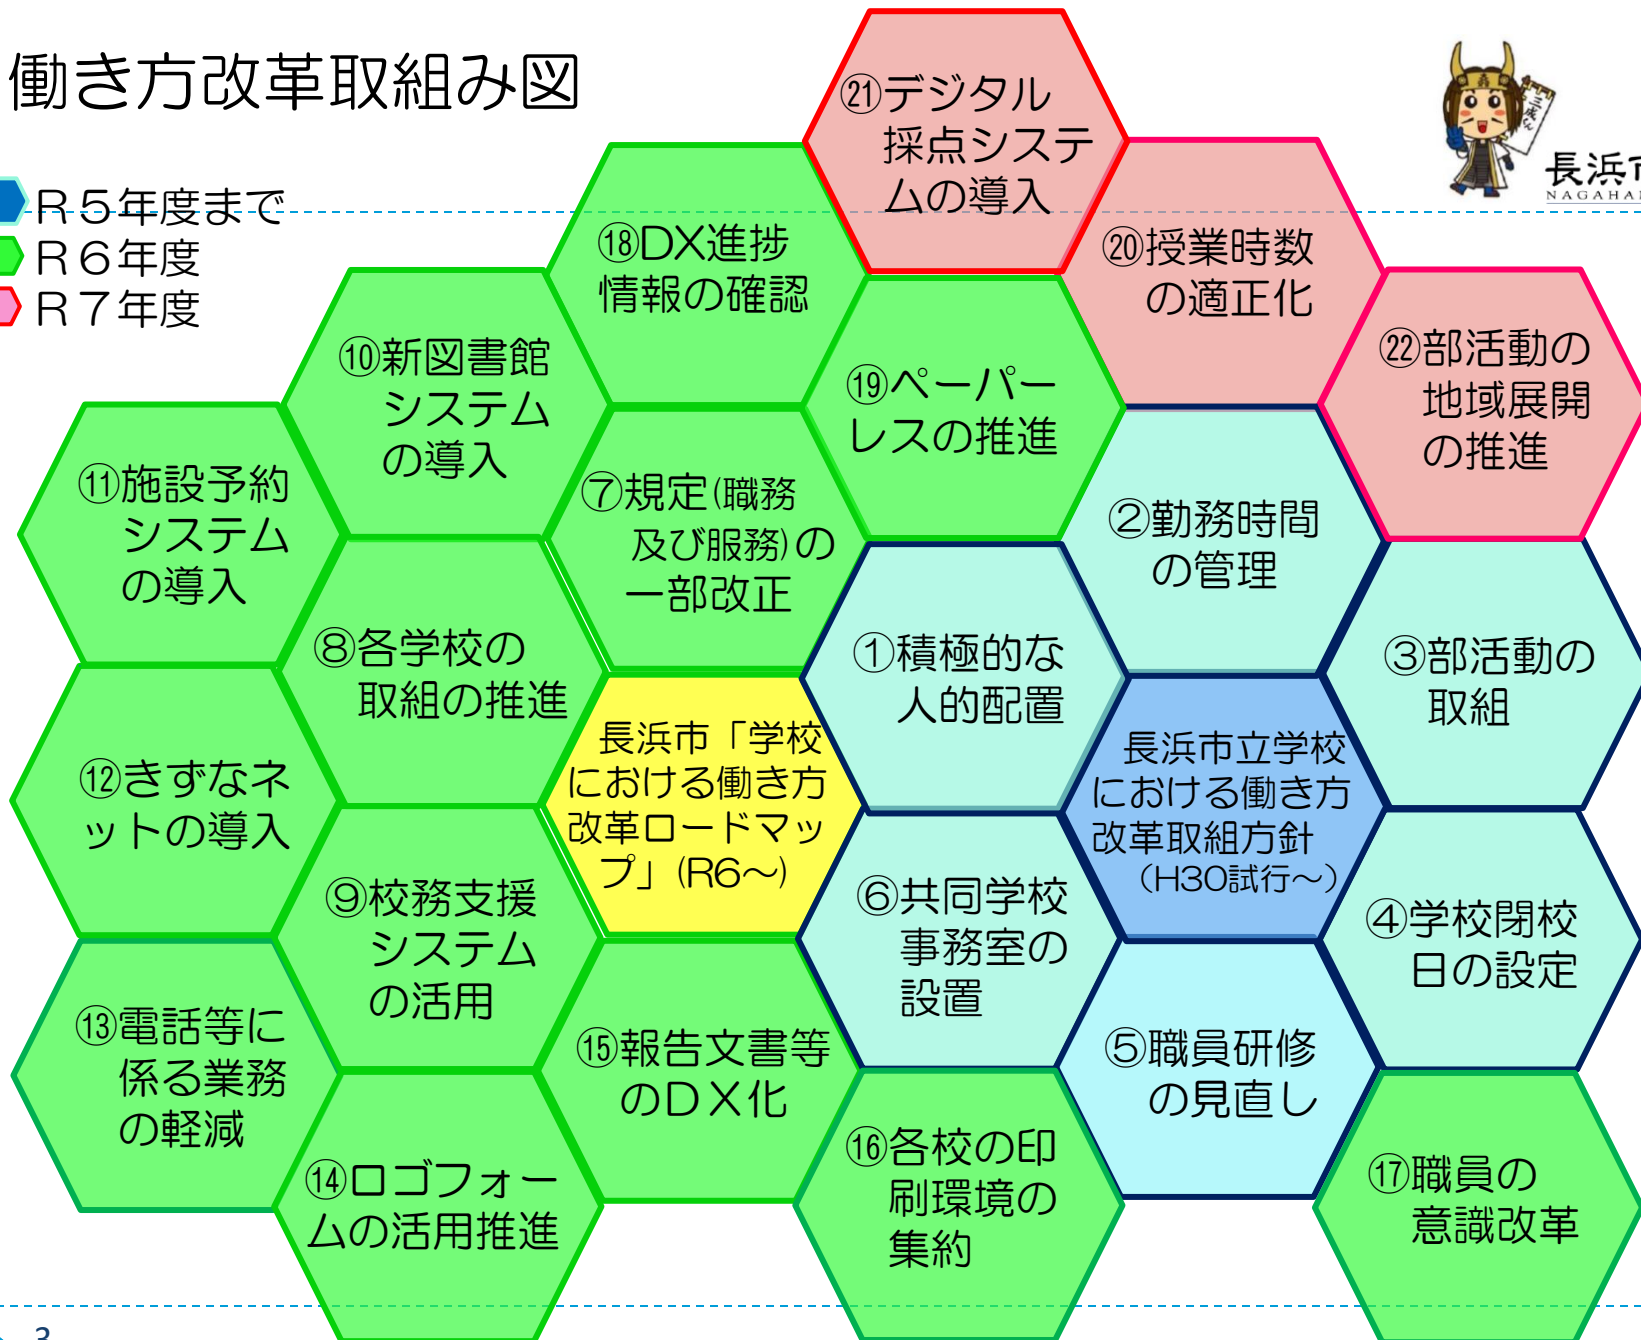 働き方改革取組み図
R5年度まで
R6年度
R7年度
三成くん
長浜市
㉑デジタル
採点システ
ムの導入
⑱DX進捗
情報の確認
⑳授業時数
の適正化
⑩新図書館
システム
の導入
⑲ペーパー
レスの推進
㉒部活動の
地域展開
の推進
⑪施設予約
システム
の導入
⑦規定(職務
及び服務)の
一部改正
②勤務時間
の管理
⑧各学校の
取組の推進
①積極的な
人的配置
③部活動の
取組
⑫きずなネ
ットの導入
長浜市「学校
における働き方
改革ロードマッ
プ」(R6～)
長浜市立学校
における働き方
改革取組方針
（H30試行～）
⑨校務支援
システム
の活用
⑥共同学校
事務室の
設置
④学校閉校
日の設定
⑬電話等に
係る業務
の軽減
⑮報告文書等
のDX化
⑤職員研修
の見直し
⑭ロゴフォー
ムの活用推進
⑯各校の印
刷環境の
集約
⑰職員の
意識改革
3